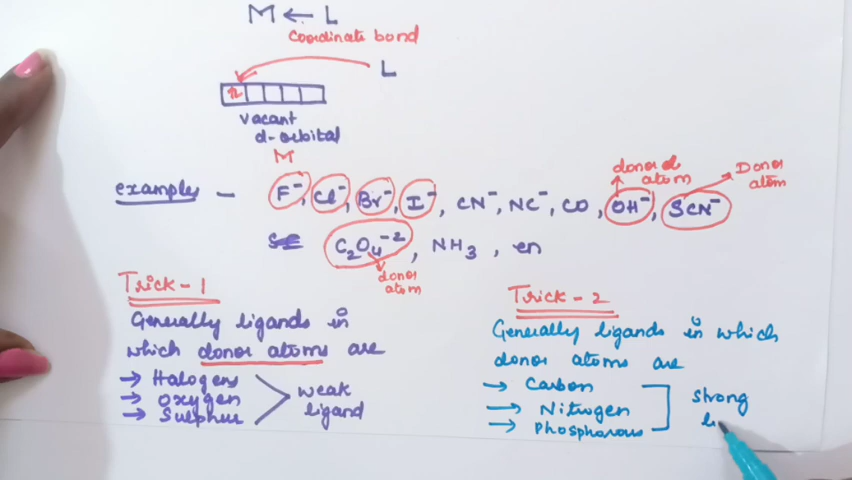 M ← L
Coordinate bond
L
vacant
d-orbital
M
donor d
atom
Donor
atom
examples - F⁻, Cl⁻, Br⁻, I⁻, CN⁻, NC⁻, CO, OH⁻, SCN⁻
C₂O₄⁻², NH₃, en
donor
atom
Trick-1
Generally ligands in
which donor atoms are
→ Halogens
→ oxygen
→ Sulphur
weak
ligand
Trick-2
Generally ligands in which
donor atoms are
→ Carbon
→ Nitrogen
→ Phosphorous
strong
li